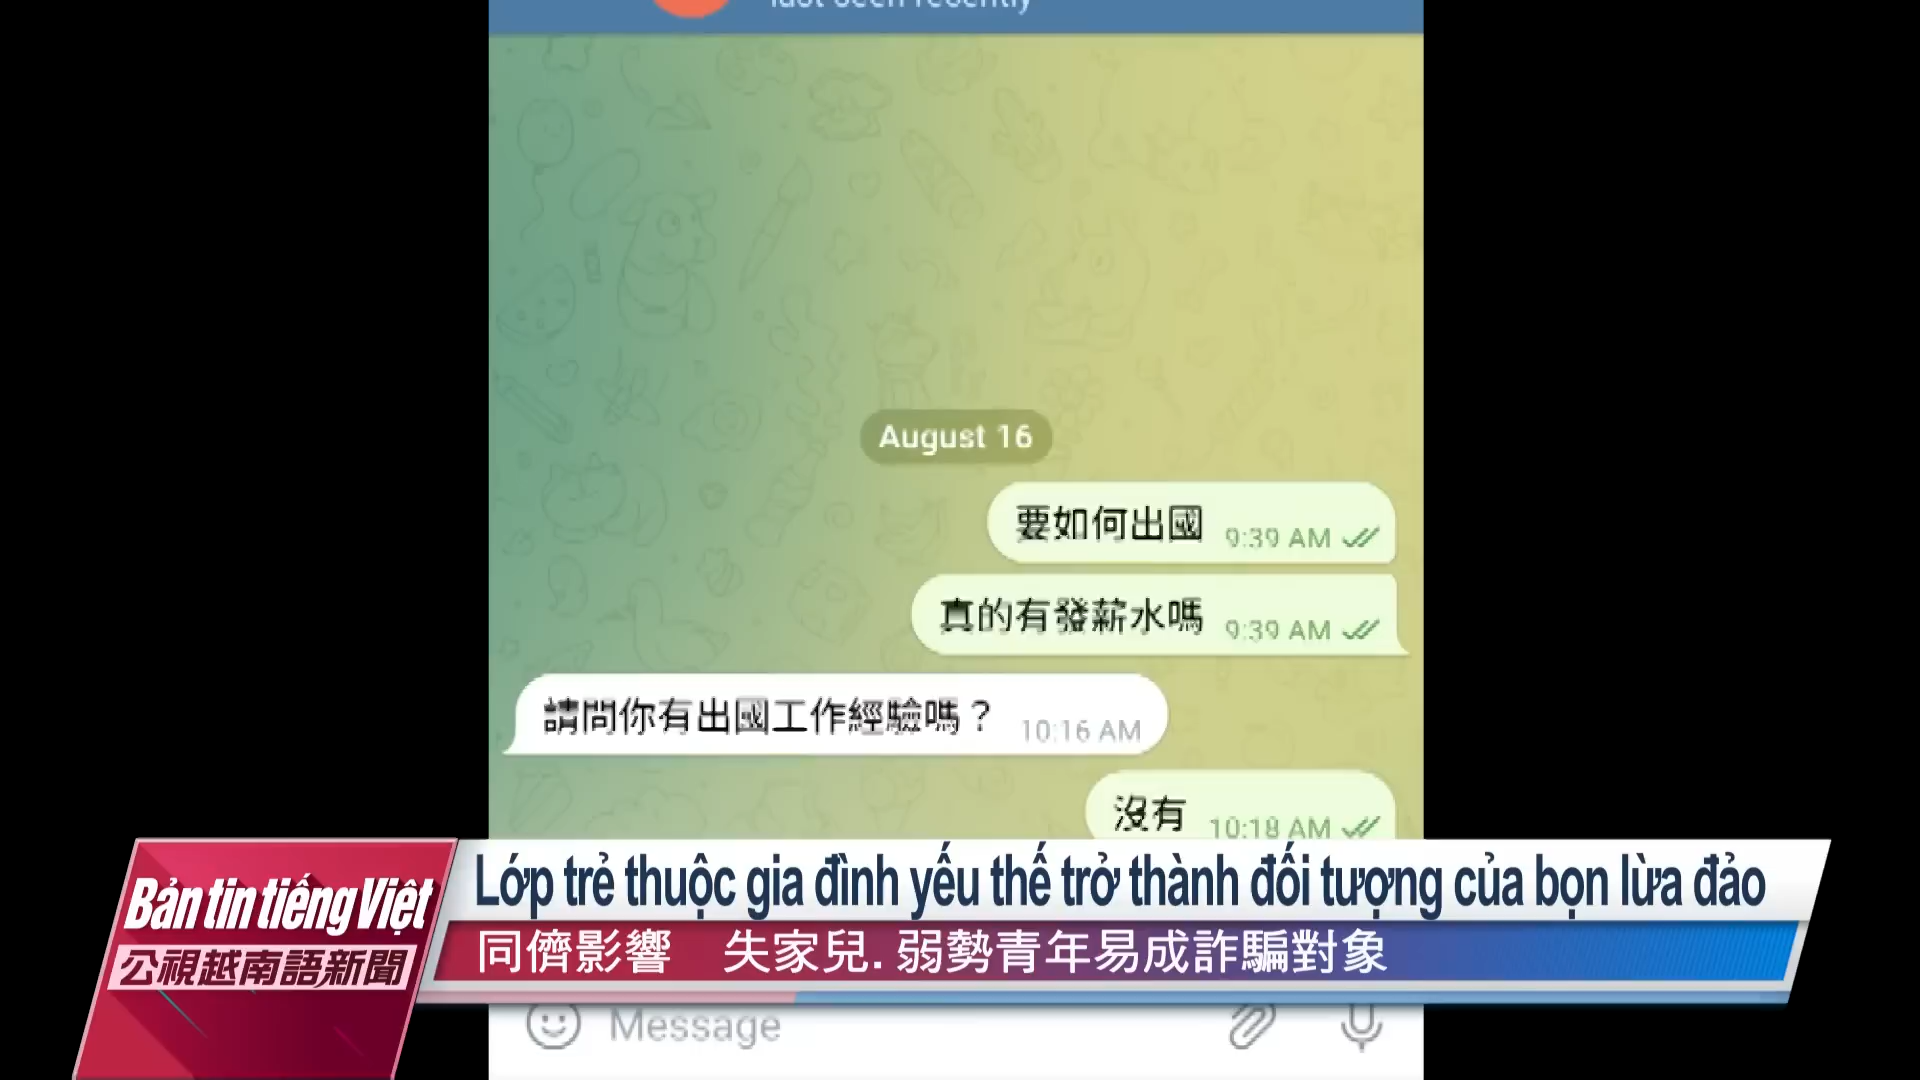 last seen recently
August 16
要如何出國 9:39 AM
真的有發薪水嗎 9:39 AM
請問你有出國工作經驗嗎？ 10:16 AM
沒有 10:18 AM
Bản tin tiếng Việt
公視越南語新聞
Lớp trẻ thuộc gia đình yếu thế trở thành đối tượng của bọn lừa đảo
同儕影響 失家兒.弱勢青年易成詐騙對象
Message